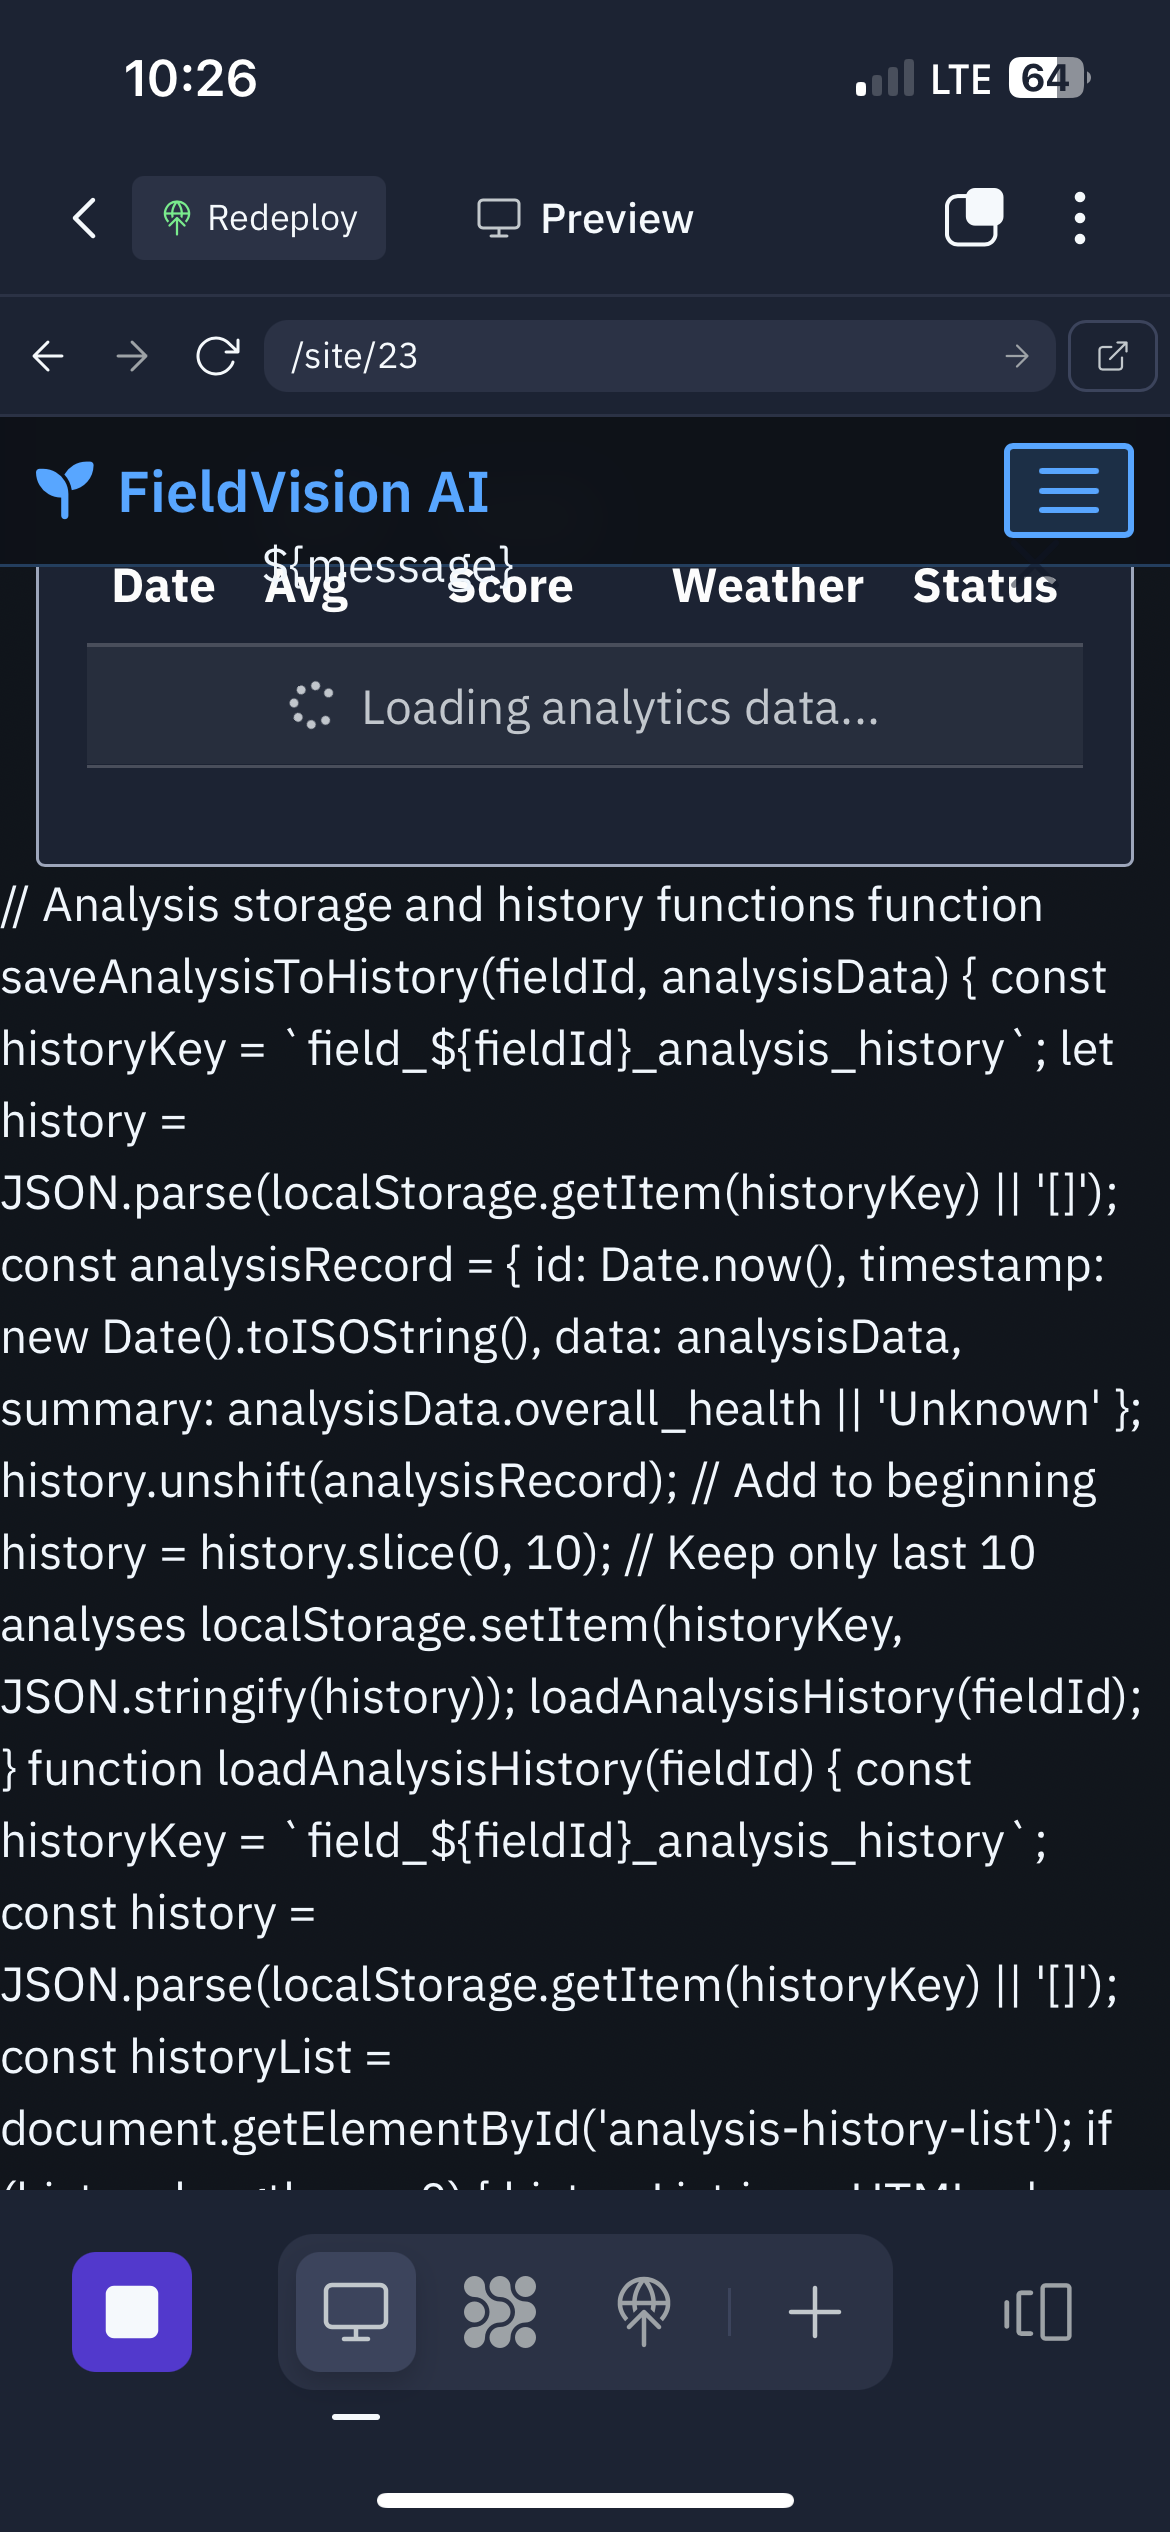 10:26
LTE 64
Redeploy
Preview
/site/23
FieldVision AI
${message}
Date Avg Score Weather Status
Loading analytics data...
// Analysis storage and history functions function
saveAnalysisToHistory(fieldId, analysisData) { const
historyKey = `field_${fieldId}_analysis_history`; let
history =
JSON.parse(localStorage.getItem(historyKey) || '[]');
const analysisRecord = { id: Date.now(), timestamp:
new Date().toISOString(), data: analysisData,
summary: analysisData.overall_health || 'Unknown' };
history.unshift(analysisRecord); // Add to beginning
history = history.slice(0, 10); // Keep only last 10
analyses localStorage.setItem(historyKey,
JSON.stringify(history)); loadAnalysisHistory(fieldId);
} function loadAnalysisHistory(fieldId) { const
historyKey = `field_${fieldId}_analysis_history`;
const history =
JSON.parse(localStorage.getItem(historyKey) || '[]');
const historyList =
document.getElementById('analysis-history-list'); if